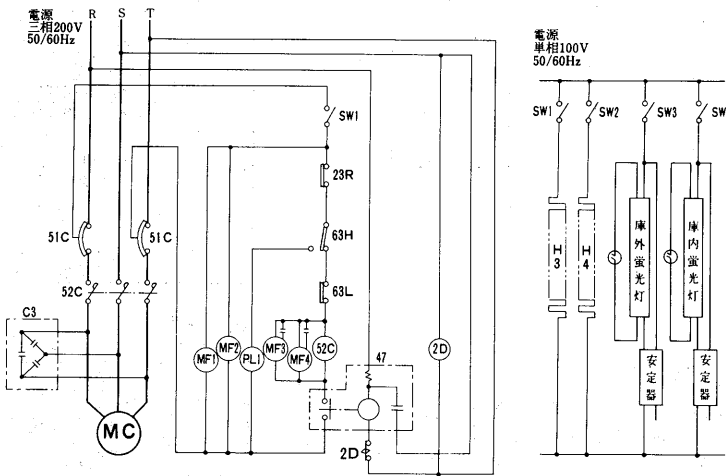 電源
三相200V
50/60Hz
R S T
電源
単相100V
50/60Hz
SW1
SW1
SW2
SW3
SW
23R
51C
51C
63H
52C
63L
C3
MF1
MF2
PL1
MF3
MF4
52C
47
2D
2D
MC
H3
H4
庫外蛍光灯
庫内蛍光灯
安定器
安定器